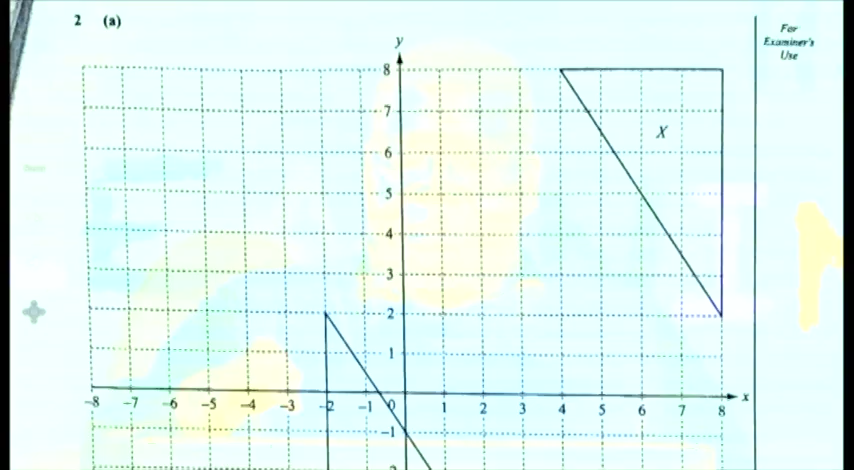 2 (a)
For
Examiner's
Use
y
8
7
X
6
5
4
3
2
1
-8 -7 -6 -5 -4 -3 -2 -1 0 1 2 3 4 5 6 7 8 x
-1